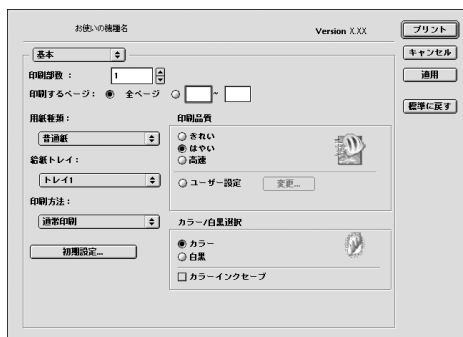 お使いの機種名 Version X.XX
プリント
キャンセル
適用
標準に戻す
基本
印刷部数： 1
印刷するページ： 全ページ ~
用紙種類：
普通紙
給紙トレイ：
トレイ1
印刷方法：
通常印刷
初期設定...
印刷品質
きれい
はやい
高速
ユーザー設定 変更...
カラー/白黒選択
カラー
白黒
カラーインクセーブ